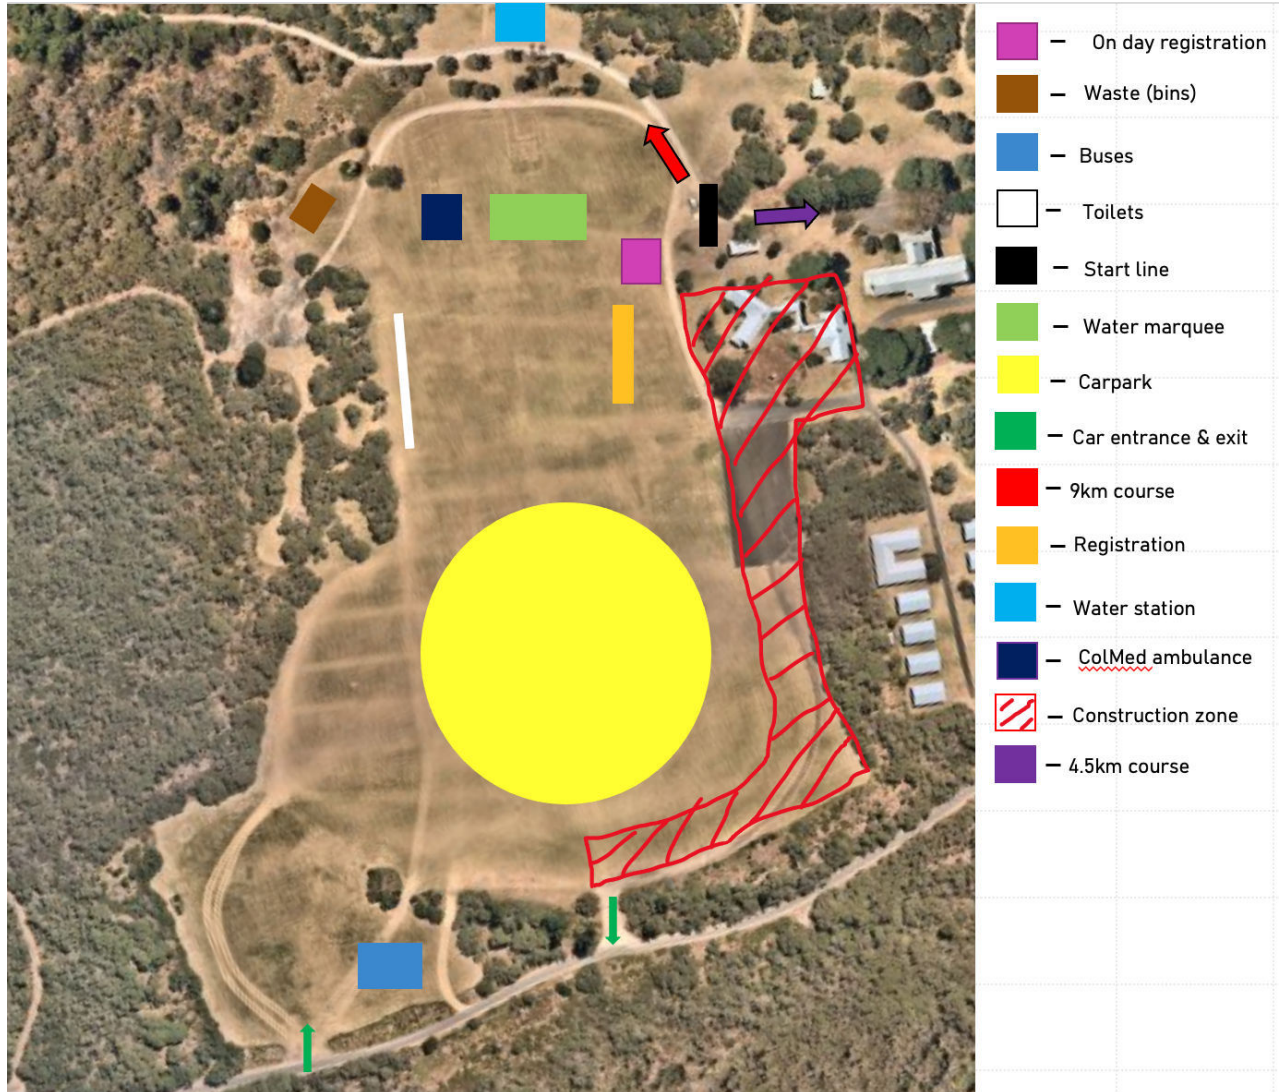 On day registration
Waste (bins)
Buses
Toilets
Start line
Water marquee
Carpark
Car entrance & exit
9km course
Registration
Water station
ColMed ambulance
Construction zone
4.5km course